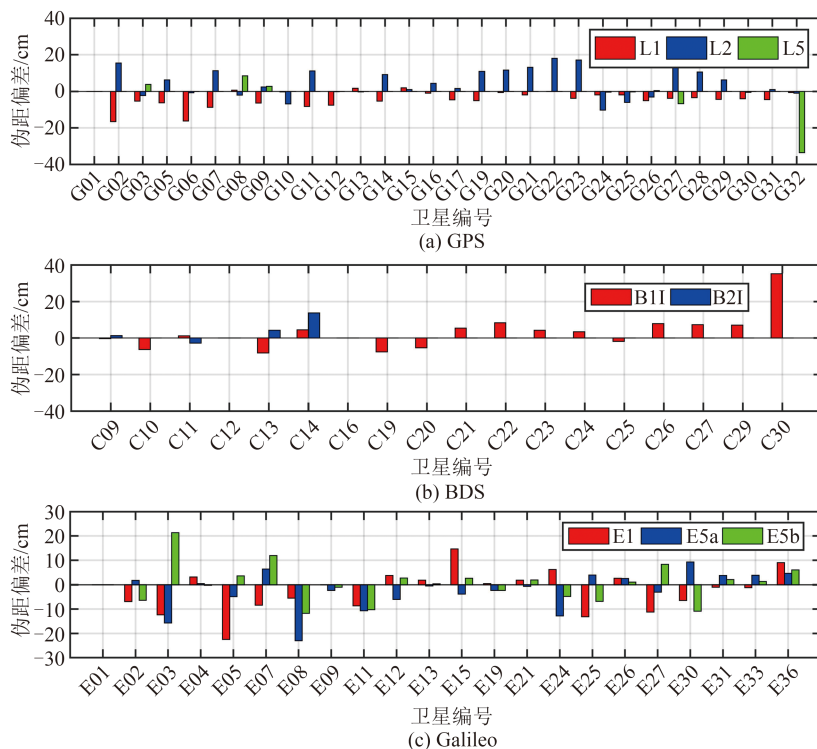 40
20
0
−20
−40
伪距偏差/cm
L1 L2 L5
G01 G02 G03 G05 G06 G07 G08 G09 G10 G11 G12 G13 G14 G15 G16 G17 G19 G20 G21 G22 G23 G24 G25 G26 G27 G28 G29 G30 G31 G32
卫星编号
(a) GPS
40
20
0
−20
−40
伪距偏差/cm
B1I B2I
C09 C10 C11 C12 C13 C14 C16 C19 C20 C21 C22 C23 C24 C25 C26 C27 C29 C30
卫星编号
(b) BDS
30
20
10
0
−10
−20
−30
伪距偏差/cm
E1 E5a E5b
E01 E02 E03 E04 E05 E07 E08 E09 E11 E12 E13 E15 E19 E21 E24 E25 E26 E27 E30 E31 E33 E36
卫星编号
(c) Galileo